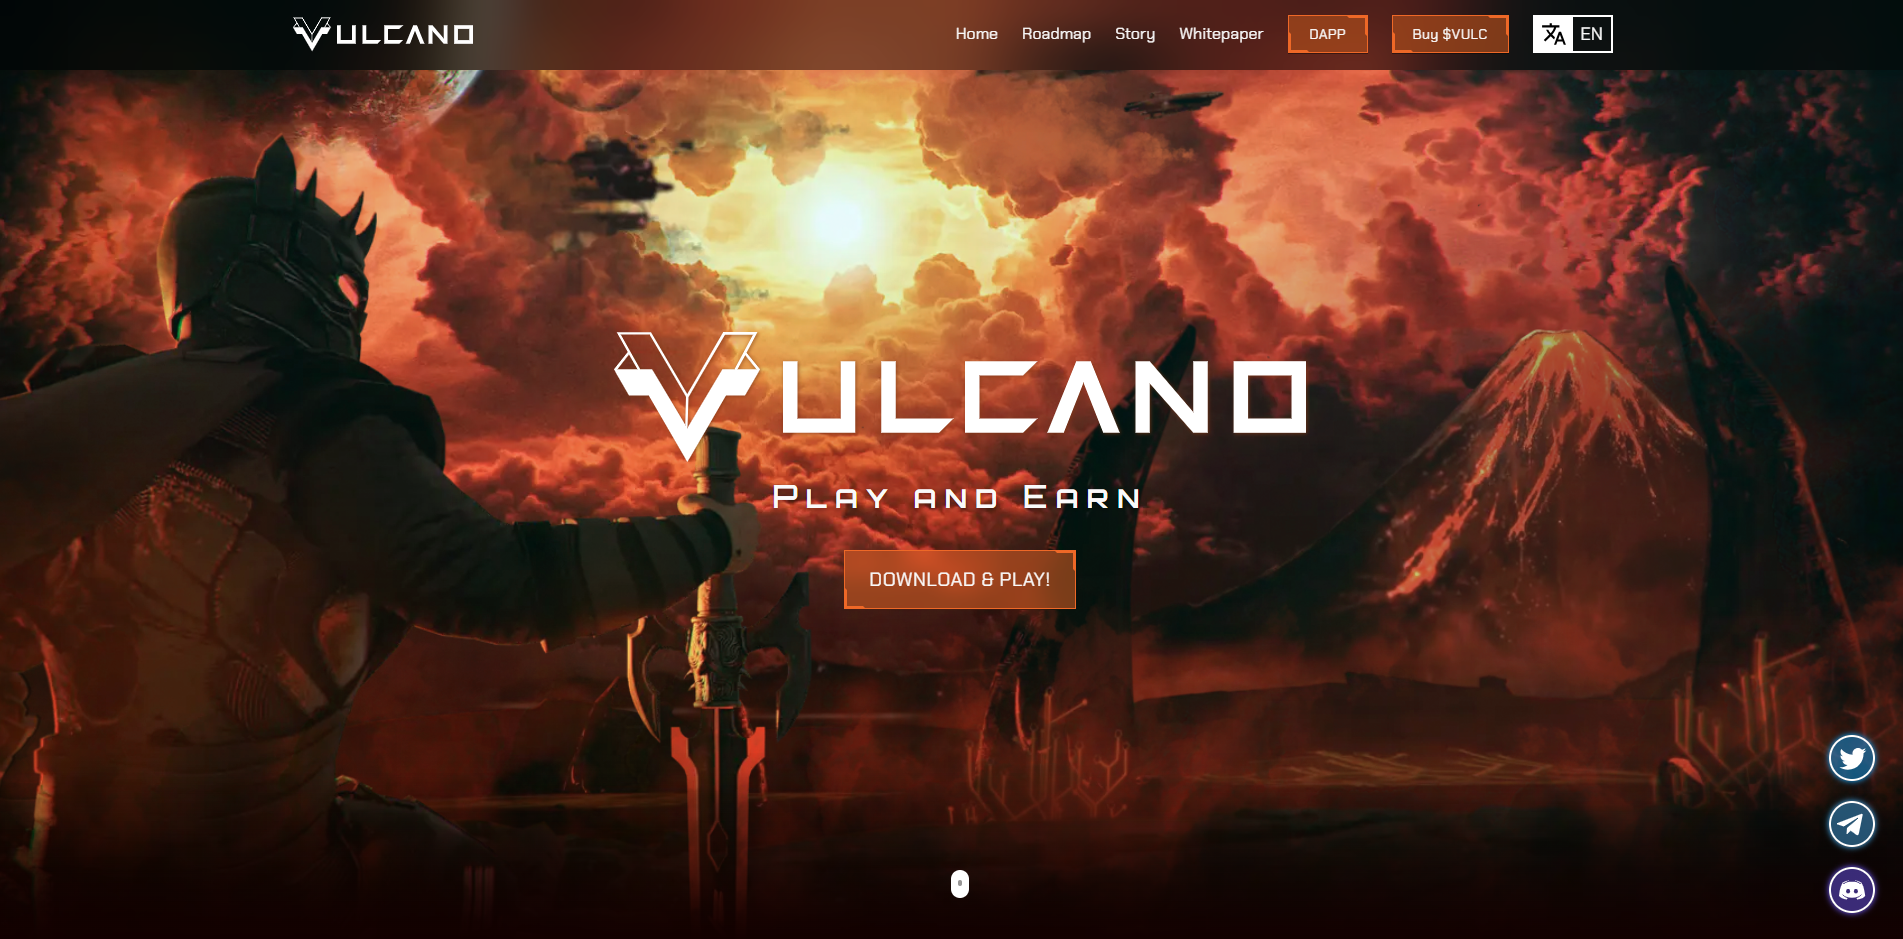 VULCANO
Home Roadmap Story Whitepaper DAPP Buy $VULC EN
VULCANO
PLAY AND EARN
DOWNLOAD & PLAY!